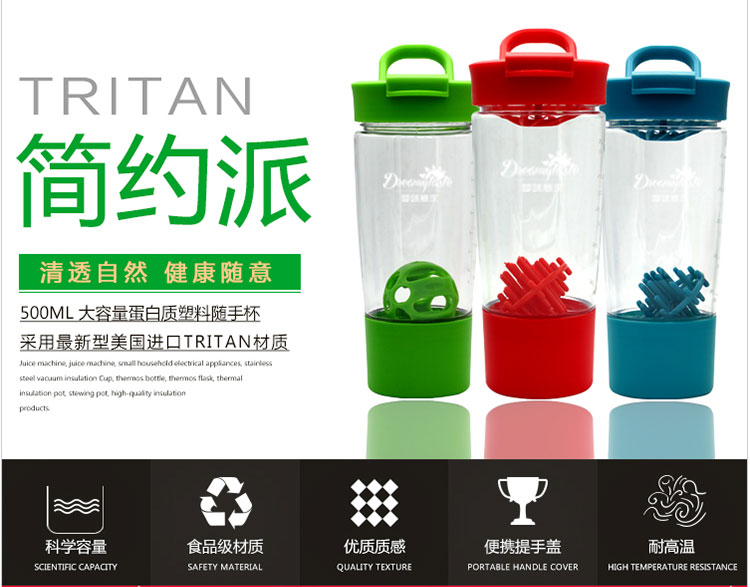 TRITAN
简约派
清透自然 健康随意
500ML 大容量蛋白质塑料随手杯
采用最新型美国进口TRITAN材质
Juice machine, juice machine, small household electrical appliances, stainless
steel vacuum insulation Cup, thermos bottle, thermos flask, thermal
insulation pot, stewing pot, high-quality insulation
products.
科学容量
SCIENTIFIC CAPACITY
食品级材质
SAFETY MATERIAL
优质质感
QUALITY TEXTURE
便携提手盖
PORTABLE HANDLE COVER
耐高温
HIGH TEMPERATURE RESISTANCE